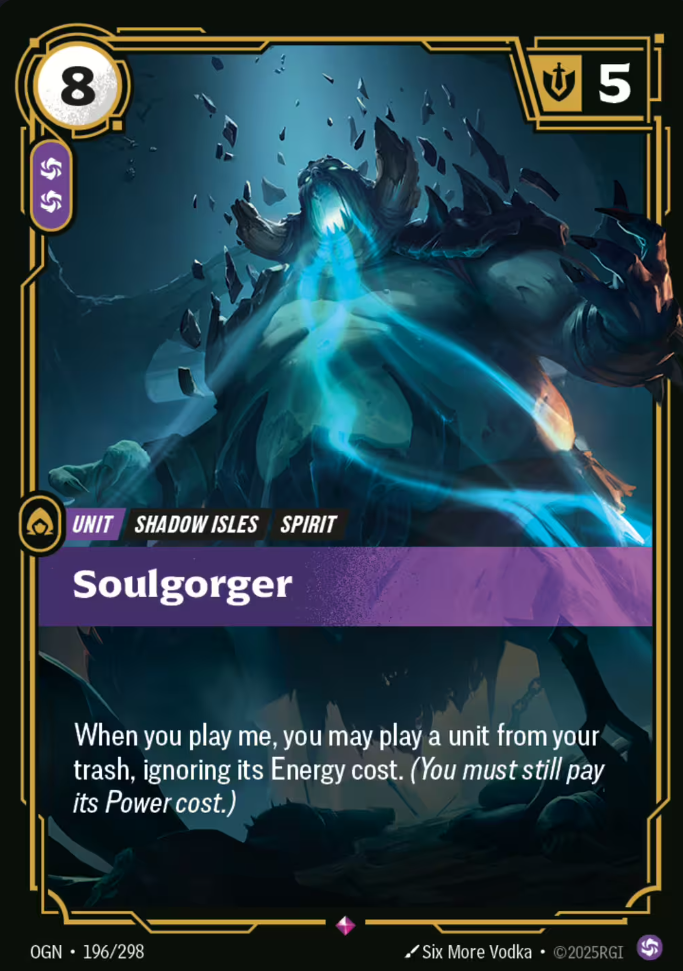 8
5
UNIT SHADOW ISLES SPIRIT
Soulgorger
When you play me, you may play a unit from your
trash, ignoring its Energy cost. (You must still pay
its Power cost.)
OGN • 196/298
Six More Vodka • ©2025RGI